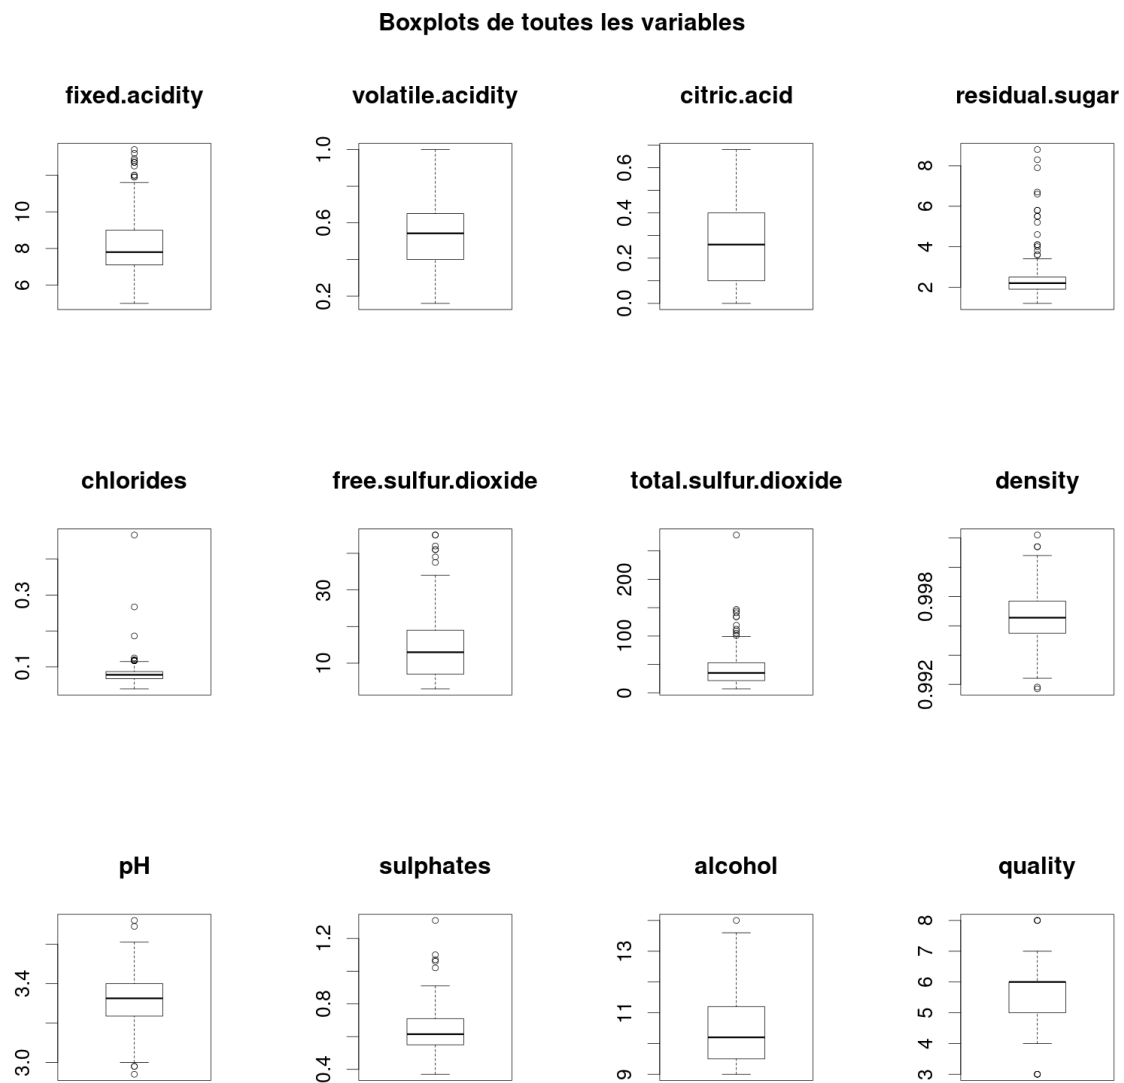 Boxplots de toutes les variables
fixed.acidity
6 8 10
volatile.acidity
0.2 0.6 1.0
citric.acid
0.0 0.2 0.4 0.6
residual.sugar
2 4 6 8
chlorides
0.1 0.3
free.sulfur.dioxide
10 30
total.sulfur.dioxide
0 100 200
density
0.992 0.998
pH
3.0 3.4
sulphates
0.4 0.8 1.2
alcohol
9 11 13
quality
3 4 5 6 7 8